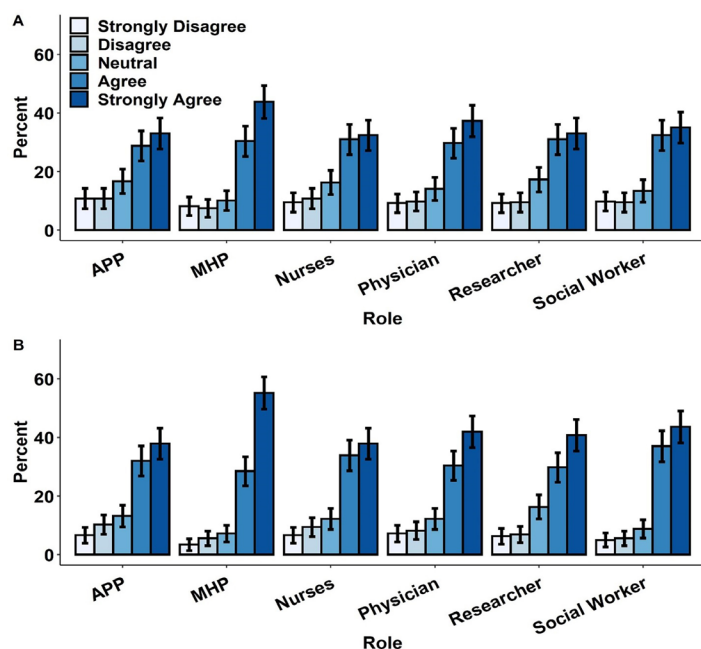 A
Strongly Disagree
Disagree
Neutral
Agree
Strongly Agree
Percent
60
40
20
0
APP
MHP
Nurses
Physician
Researcher
Social Worker
Role
B
Percent
60
40
20
0
APP
MHP
Nurses
Physician
Researcher
Social Worker
Role